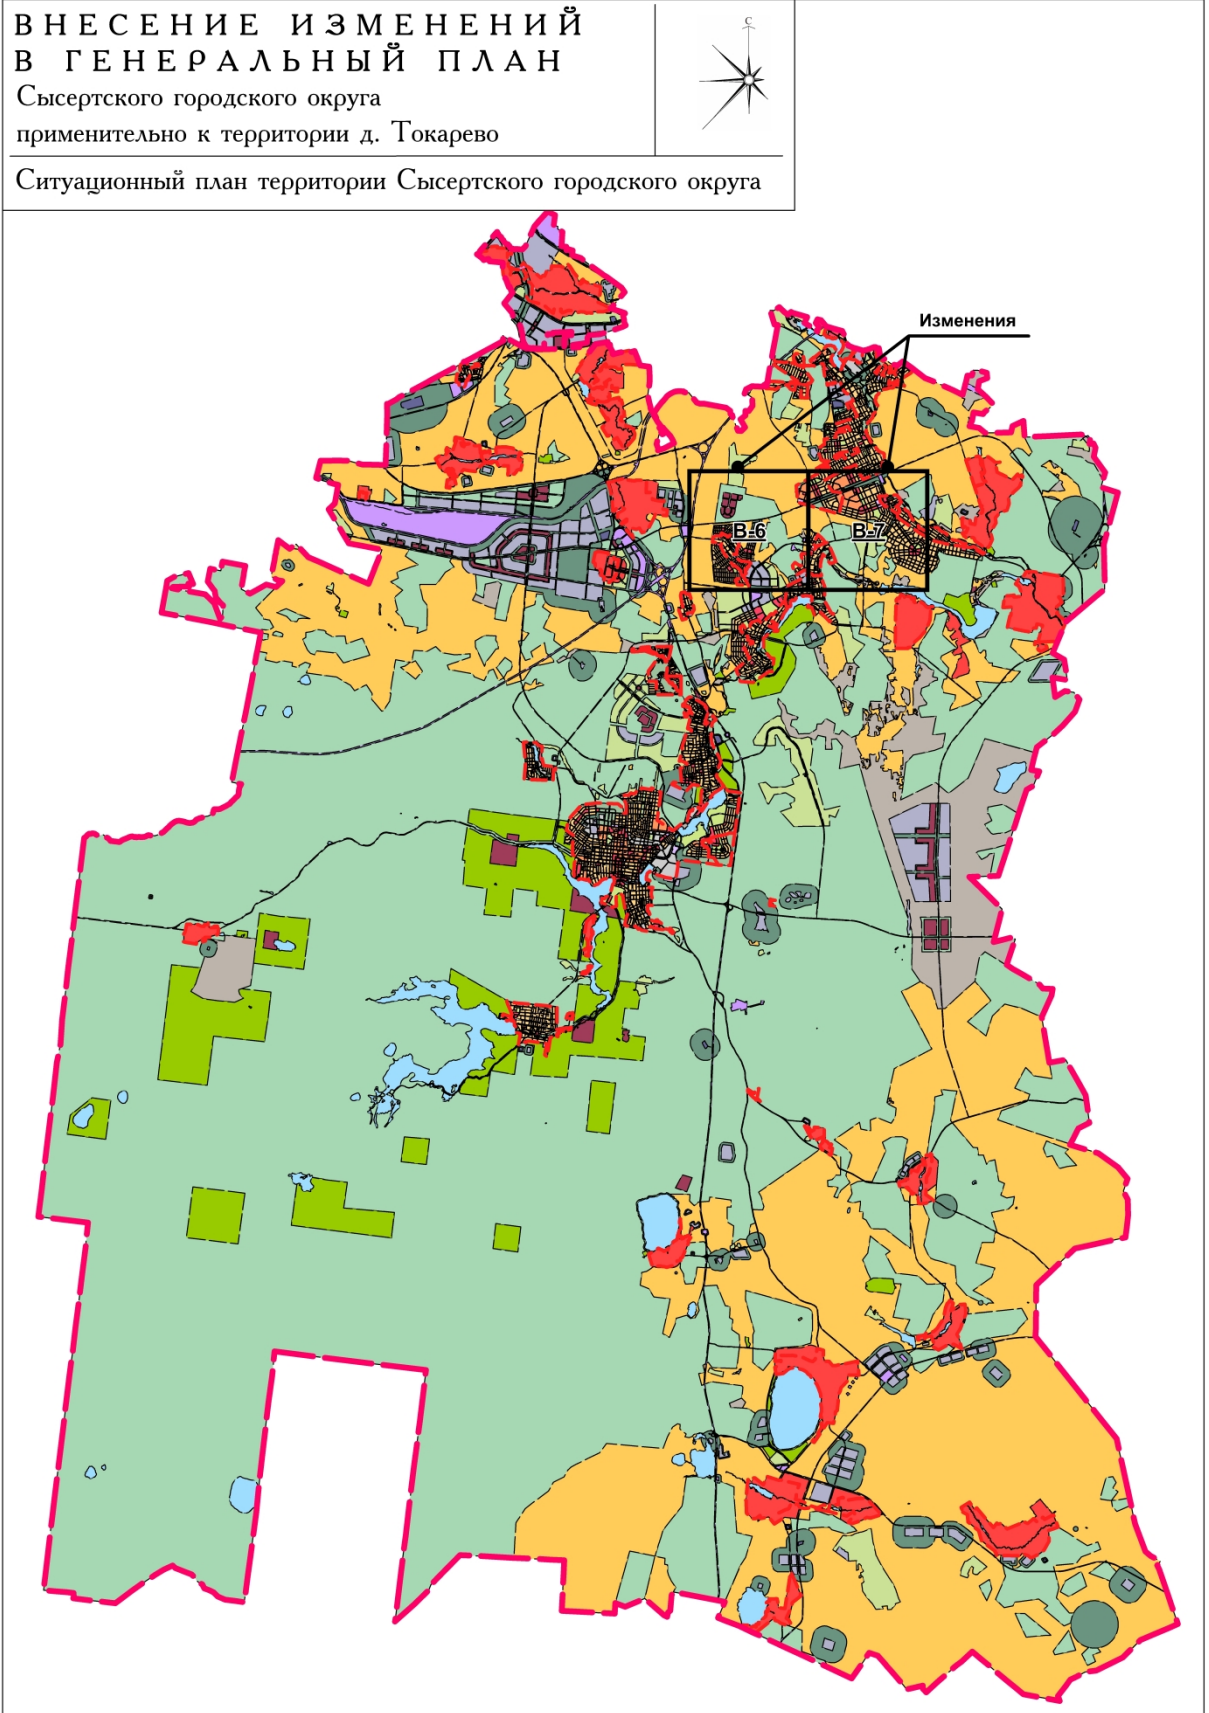 ВНЕСЕНИЕ ИЗМЕНЕНИЙ
В ГЕНЕРАЛЬНЫЙ ПЛАН
Сысертского городского округа
применительно к территории д. Токарево
Ситуационный план территории Сысертского городского округа
С
Изменения
В-6
В-7